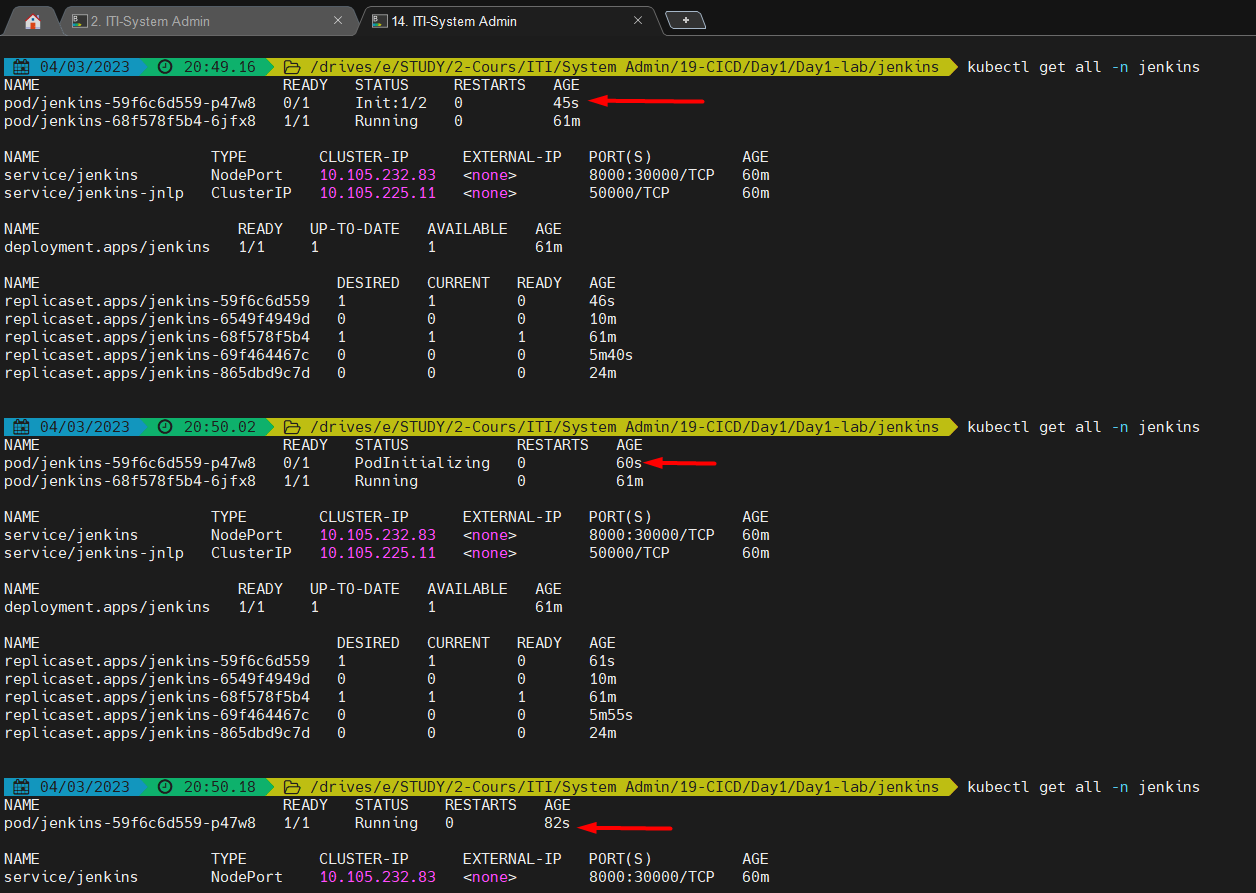 2. ITI-System Admin
14. ITI-System Admin
04/03/2023 20:49.16 /drives/e/STUDY/2-Cours/ITI/System Admin/19-CICD/Day1/Day1-lab/jenkins kubectl get all -n jenkins
NAME READY STATUS RESTARTS AGE
pod/jenkins-59f6c6d559-p47w8 0/1 Init:1/2 0 45s
pod/jenkins-68f578f5b4-6jfx8 1/1 Running 0 61m
NAME TYPE CLUSTER-IP EXTERNAL-IP PORT(S) AGE
service/jenkins NodePort 10.105.232.83 <none> 8000:30000/TCP 60m
service/jenkins-jnlp ClusterIP 10.105.225.11 <none> 50000/TCP 60m
NAME READY UP-TO-DATE AVAILABLE AGE
deployment.apps/jenkins 1/1 1 1 61m
NAME DESIRED CURRENT READY AGE
replicaset.apps/jenkins-59f6c6d559 1 1 0 46s
replicaset.apps/jenkins-6549f4949d 0 0 0 10m
replicaset.apps/jenkins-68f578f5b4 1 1 1 61m
replicaset.apps/jenkins-69f464467c 0 0 0 5m40s
replicaset.apps/jenkins-865dbd9c7d 0 0 0 24m
04/03/2023 20:50.02 /drives/e/STUDY/2-Cours/ITI/System Admin/19-CICD/Day1/Day1-lab/jenkins kubectl get all -n jenkins
NAME READY STATUS RESTARTS AGE
pod/jenkins-59f6c6d559-p47w8 0/1 PodInitializing 0 60s
pod/jenkins-68f578f5b4-6jfx8 1/1 Running 0 61m
NAME TYPE CLUSTER-IP EXTERNAL-IP PORT(S) AGE
service/jenkins NodePort 10.105.232.83 <none> 8000:30000/TCP 60m
service/jenkins-jnlp ClusterIP 10.105.225.11 <none> 50000/TCP 60m
NAME READY UP-TO-DATE AVAILABLE AGE
deployment.apps/jenkins 1/1 1 1 61m
NAME DESIRED CURRENT READY AGE
replicaset.apps/jenkins-59f6c6d559 1 1 0 61s
replicaset.apps/jenkins-6549f4949d 0 0 0 10m
replicaset.apps/jenkins-68f578f5b4 1 1 1 61m
replicaset.apps/jenkins-69f464467c 0 0 0 5m55s
replicaset.apps/jenkins-865dbd9c7d 0 0 0 24m
04/03/2023 20:50.18 /drives/e/STUDY/2-Cours/ITI/System Admin/19-CICD/Day1/Day1-lab/jenkins kubectl get all -n jenkins
NAME READY STATUS RESTARTS AGE
pod/jenkins-59f6c6d559-p47w8 1/1 Running 0 82s
NAME TYPE CLUSTER-IP EXTERNAL-IP PORT(S) AGE
service/jenkins NodePort 10.105.232.83 <none> 8000:30000/TCP 60m